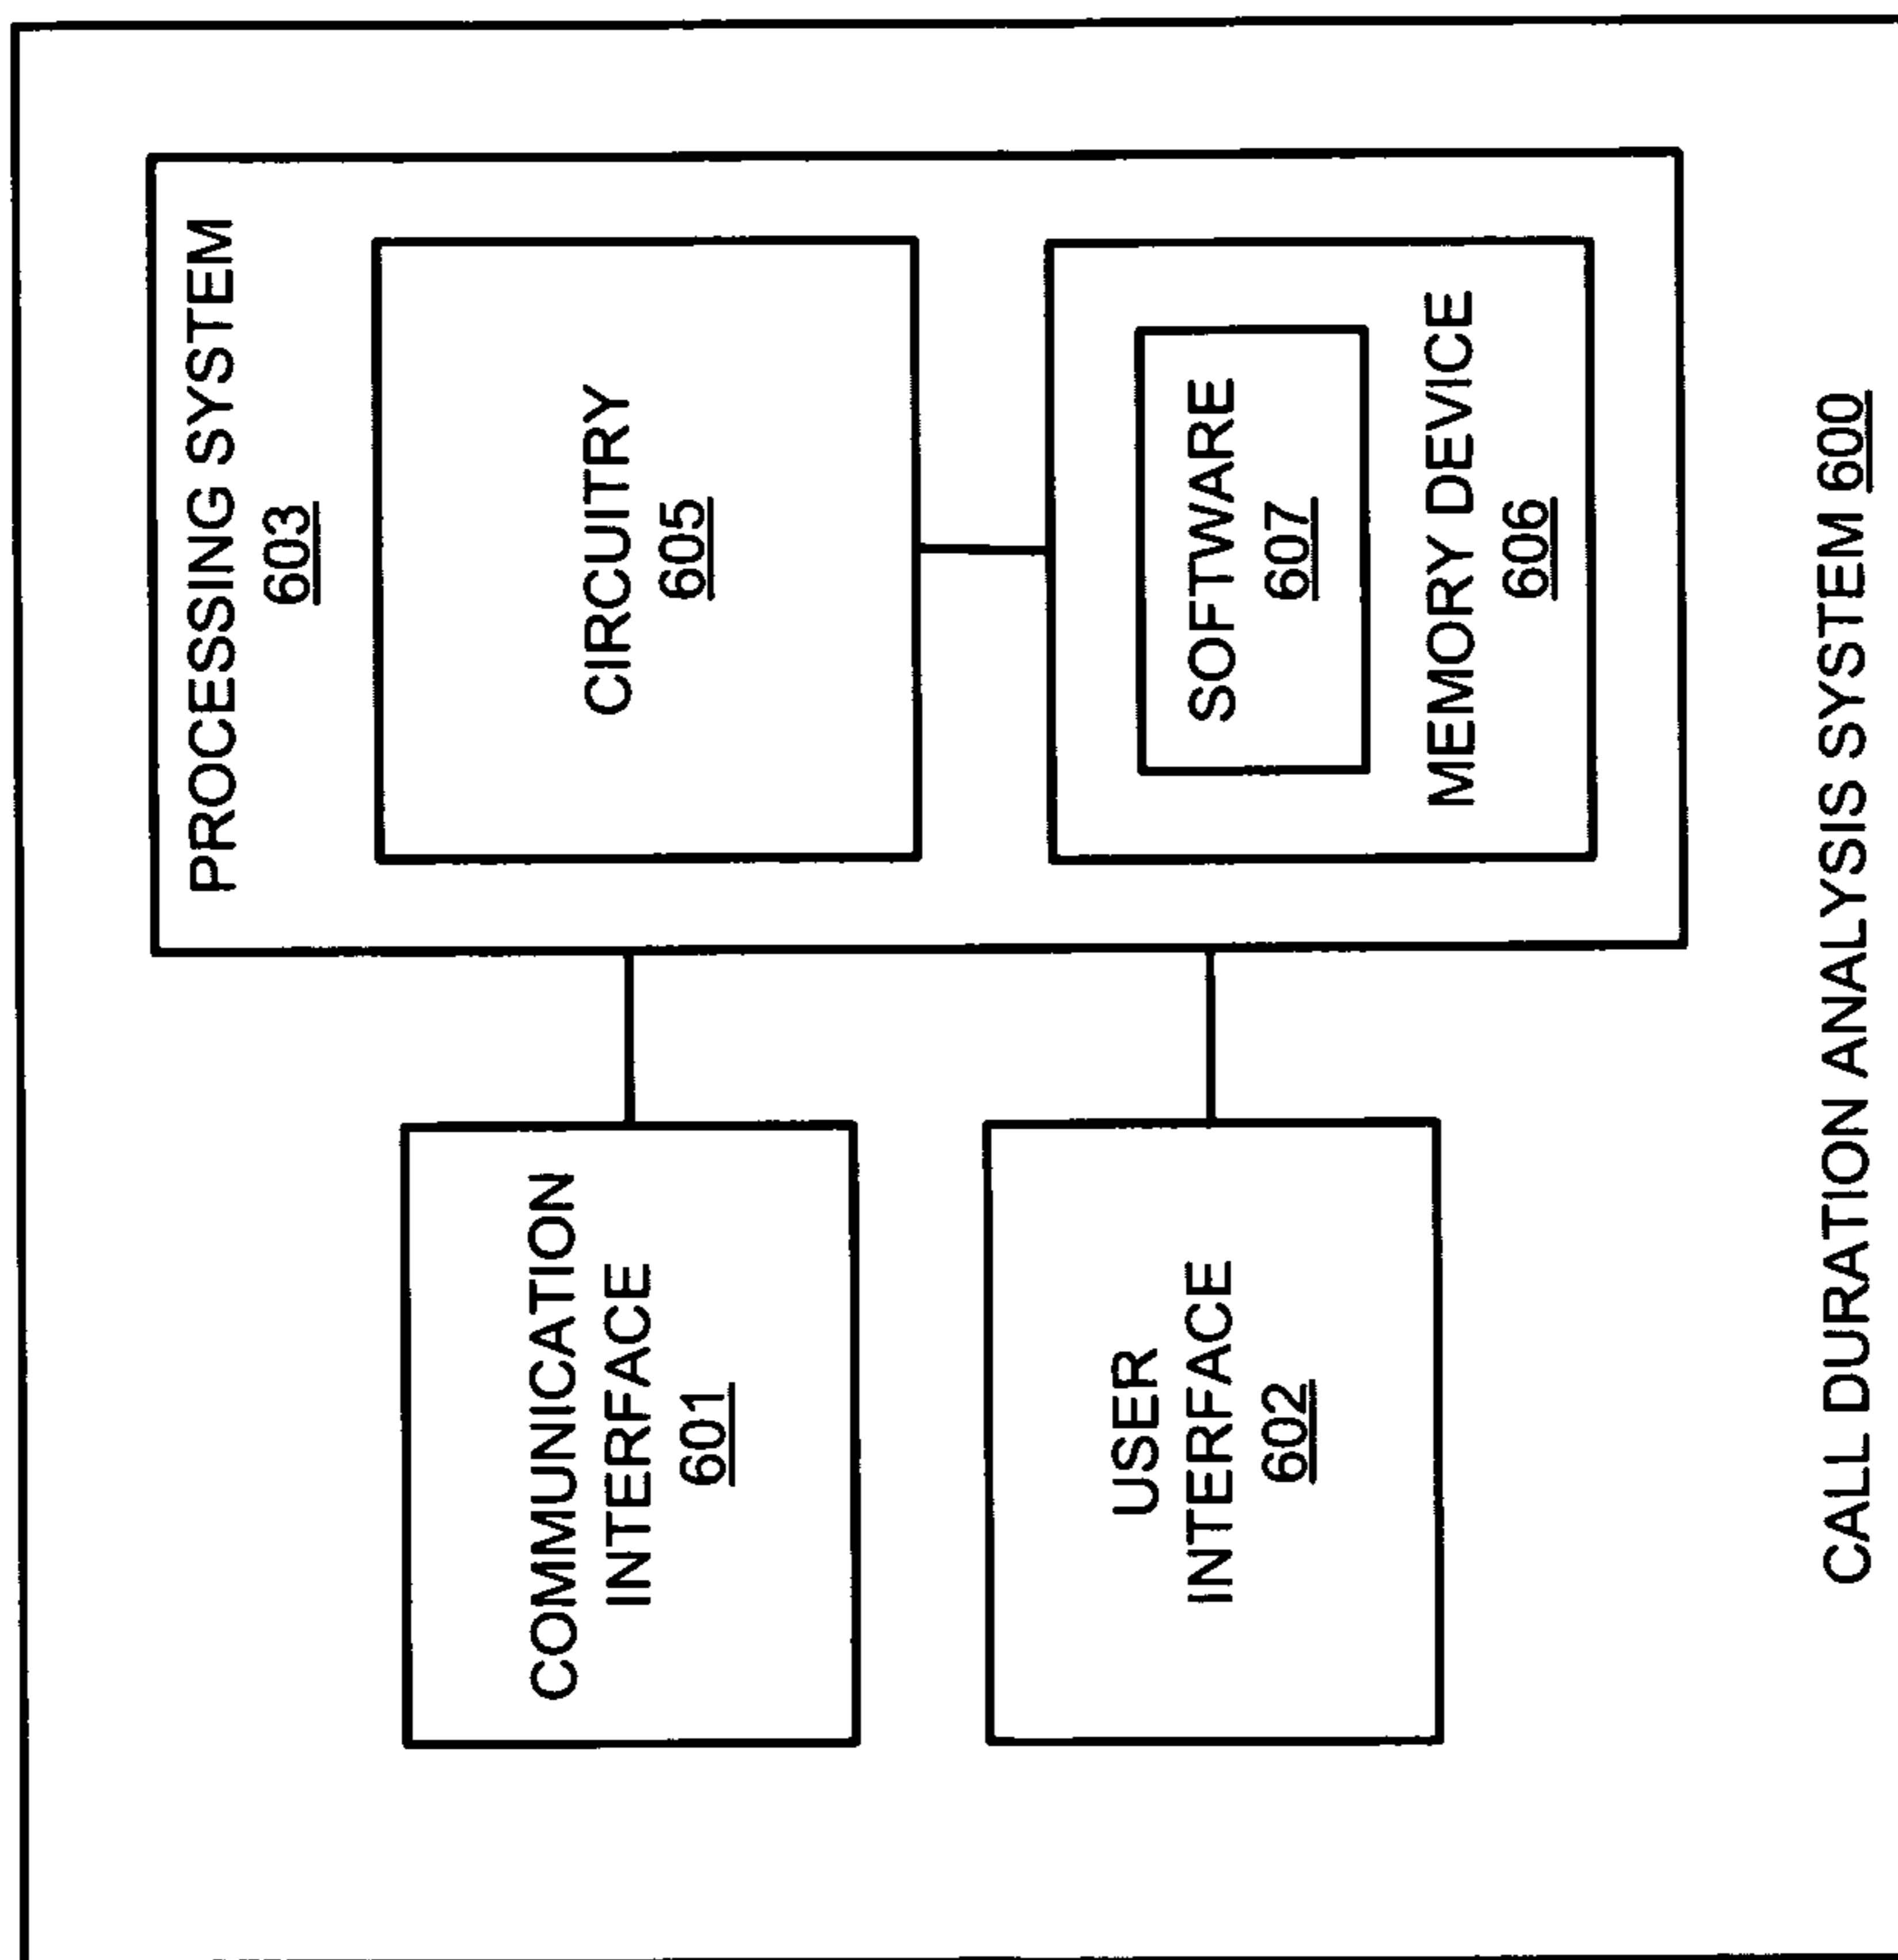 PROCESSING SYSTEM
603
CIRCUITRY
605
SOFTWARE
607
MEMORY DEVICE
606
COMMUNICATION
INTERFACE
601
USER
INTERFACE
602
CALL DURATION ANALYSIS SYSTEM 600